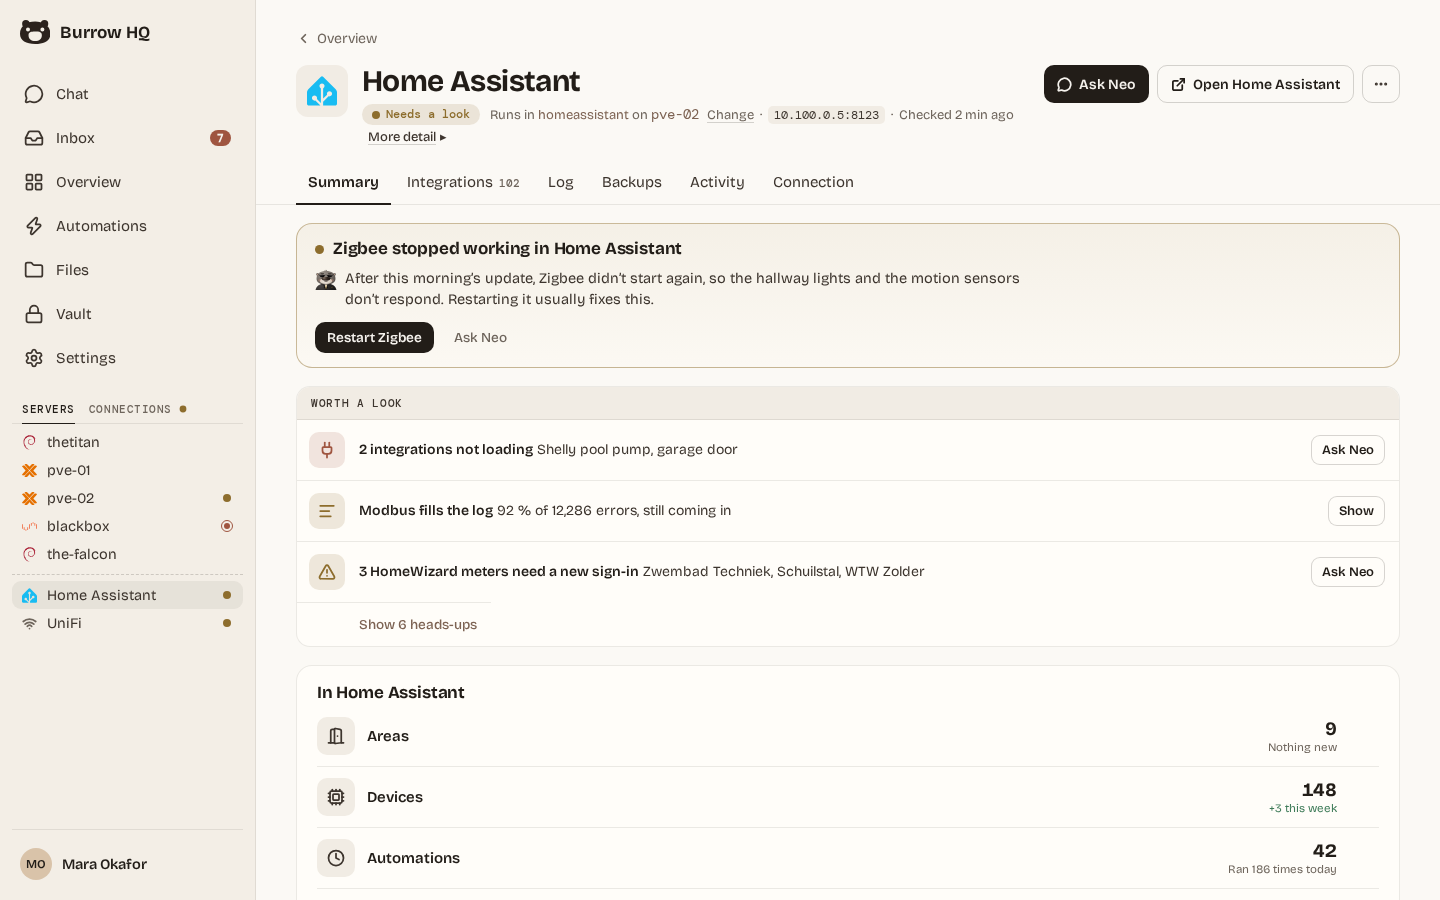 Burrow HQ
Chat
Inbox 7
Overview
Automations
Files
Vault
Settings
SERVERS CONNECTIONS
thetitan
pve-01
pve-02
blackbox
the-falcon
Home Assistant
UniFi
MO Mara Okafor
Overview
Home Assistant
Needs a look Runs in homeassistant on pve-02 Change · 10.100.0.5:8123 · Checked 2 min ago
More detail ▸
Ask Neo
Open Home Assistant
Summary Integrations 102 Log Backups Activity Connection
Zigbee stopped working in Home Assistant
After this morning's update, Zigbee didn't start again, so the hallway lights and the motion sensors
don't respond. Restarting it usually fixes this.
Restart Zigbee Ask Neo
WORTH A LOOK
2 integrations not loading Shelly pool pump, garage door Ask Neo
Modbus fills the log 92 % of 12,286 errors, still coming in Show
3 HomeWizard meters need a new sign-in Zwembad Techniek, Schuilstal, WTW Zolder Ask Neo
Show 6 heads-ups
In Home Assistant
Areas 9
Nothing new
Devices 148
+3 this week
Automations 42
Ran 186 times today